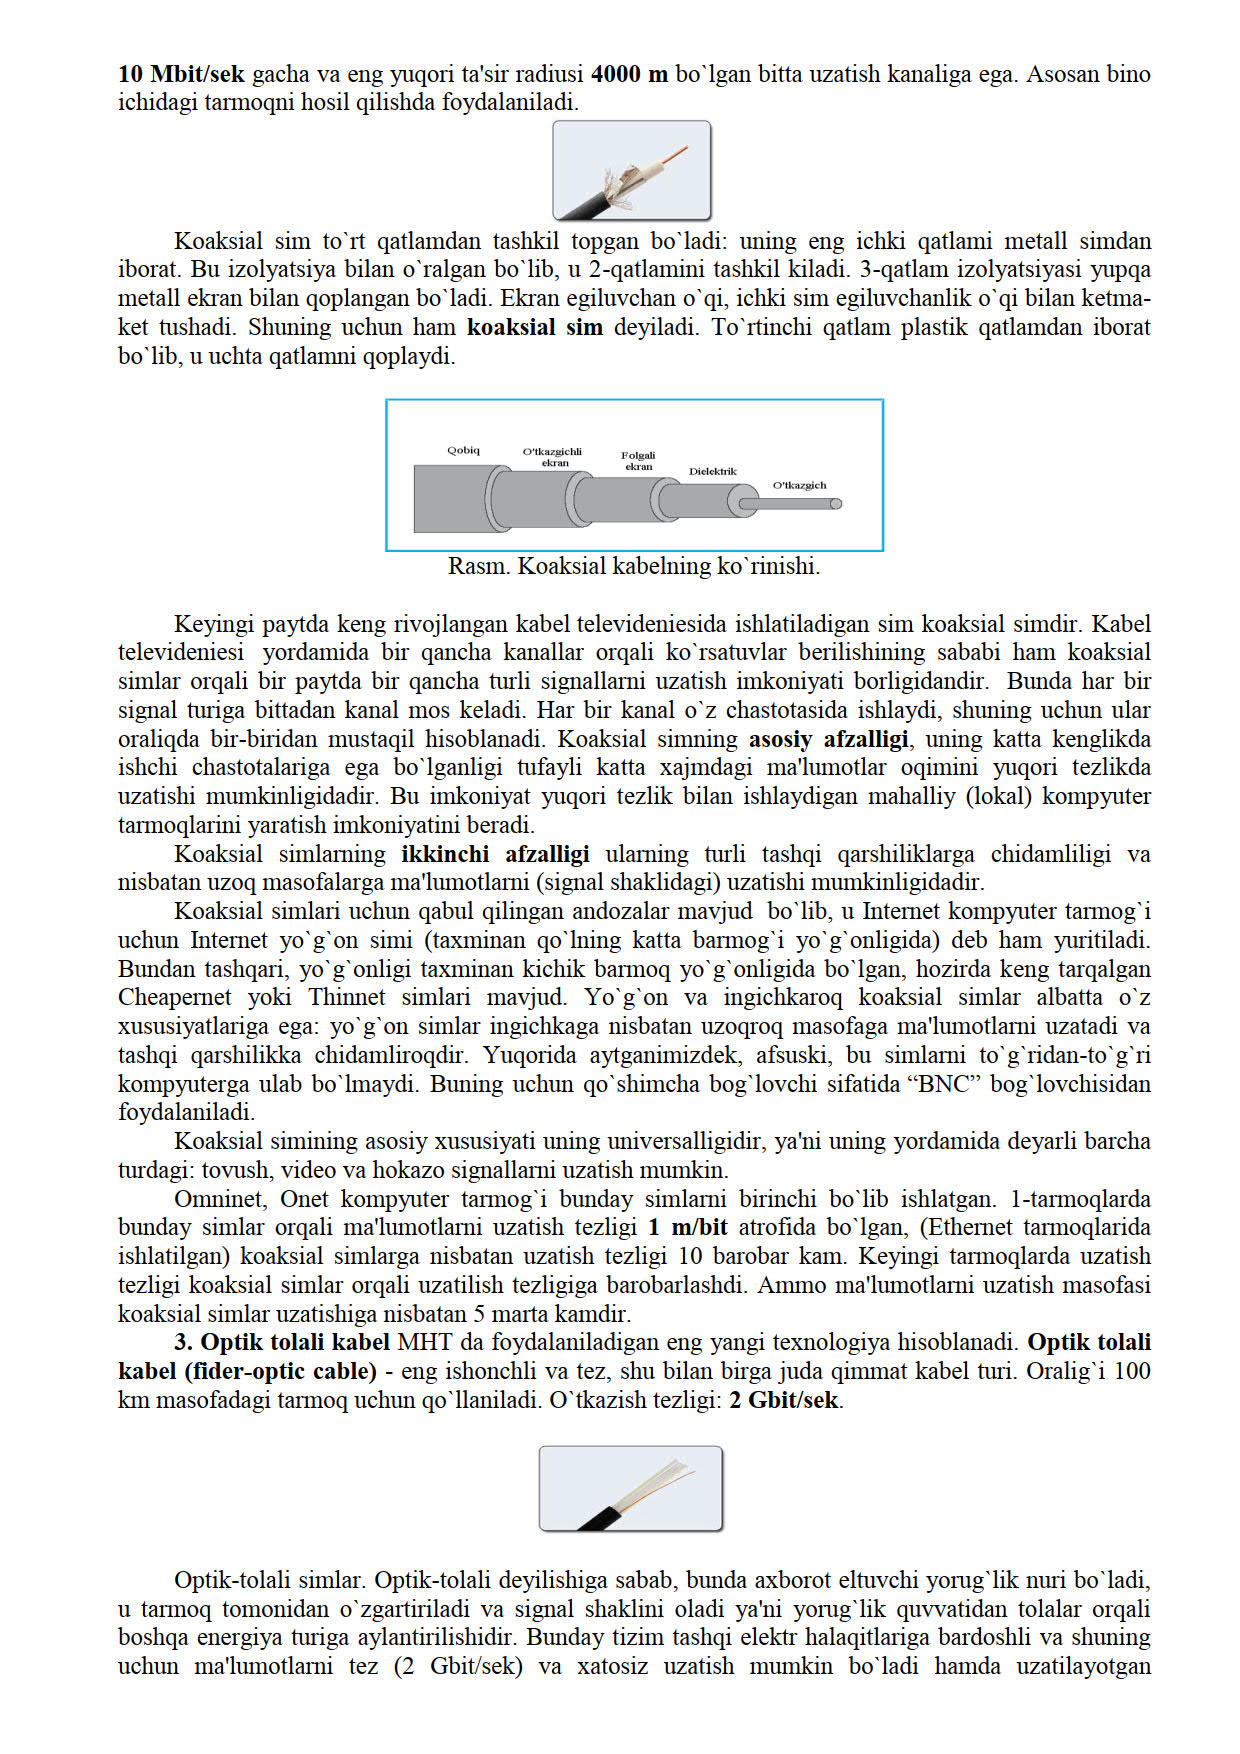 10 Mbit/sek gacha va eng yuqori ta'sir radiusi 4000 m bo`lgan bitta uzatish kanaliga ega. Asosan bino
ichidagi tarmoqni hosil qilishda foydalaniladi.
Koaksial sim to`rt qatlamdan tashkil topgan bo`ladi: uning eng ichki qatlami metall simdan
iborat. Bu izolyatsiya bilan o`ralgan bo`lib, u 2-qatlamini tashkil kiladi. 3-qatlam izolyatsiyasi yupqa
metall ekran bilan qoplangan bo`ladi. Ekran egiluvchan o`qi, ichki sim egiluvchanlik o`qi bilan ketma-
ket tushadi. Shuning uchun ham koaksial sim deyiladi. To`rtinchi qatlam plastik qatlamdan iborat
bo`lib, u uchta qatlamni qoplaydi.
Qobiq
O'tkazgichli
ekran
Folgali
ekran
Dielektrik
O'tkazgich
Rasm. Koaksial kabelning ko`rinishi.
Keyingi paytda keng rivojlangan kabel televideniesida ishlatiladigan sim koaksial simdir. Kabel
televideniesi yordamida bir qancha kanallar orqali ko`rsatuvlar berilishining sababi ham koaksial
simlar orqali bir paytda bir qancha turli signallarni uzatish imkoniyati borligidandir. Bunda har bir
signal turiga bittadan kanal mos keladi. Har bir kanal o`z chastotasida ishlaydi, shuning uchun ular
oraliqda bir-biridan mustaqil hisoblanadi. Koaksial simning asosiy afzalligi, uning katta kenglikda
ishchi chastotalariga ega bo`lganligi tufayli katta xajmdagi ma'lumotlar oqimini yuqori tezlikda
uzatishi mumkinligidadir. Bu imkoniyat yuqori tezlik bilan ishlaydigan mahalliy (lokal) kompyuter
tarmoqlarini yaratish imkoniyatini beradi.
Koaksial simlarning ikkinchi afzalligi ularning turli tashqi qarshiliklarga chidamliligi va
nisbatan uzoq masofalarga ma'lumotlarni (signal shaklidagi) uzatishi mumkinligidadir.
Koaksial simlari uchun qabul qilingan andozalar mavjud bo`lib, u Internet kompyuter tarmog`i
uchun Internet yo`g`on simi (taxminan qo`lning katta barmog`i yo`g`onligida) deb ham yuritiladi.
Bundan tashqari, yo`g`onligi taxminan kichik barmoq yo`g`onligida bo`lgan, hozirda keng tarqalgan
Cheapernet yoki Thinnet simlari mavjud. Yo`g`on va ingichkaroq koaksial simlar albatta o`z
xususiyatlariga ega: yo`g`on simlar ingichkaga nisbatan uzoqroq masofaga ma'lumotlarni uzatadi va
tashqi qarshilikka chidamliroqdir. Yuqorida aytganimizdek, afsuski, bu simlarni to`g`ridan-to`g`ri
kompyuterga ulab bo`lmaydi. Buning uchun qo`shimcha bog`lovchi sifatida “BNC” bog`lovchisidan
foydalaniladi.
Koaksial simining asosiy xususiyati uning universalligidir, ya'ni uning yordamida deyarli barcha
turdagi: tovush, video va hokazo signallarni uzatish mumkin.
Omninet, Onet kompyuter tarmog`i bunday simlarni birinchi bo`lib ishlatgan. 1-tarmoqlarda
bunday simlar orqali ma'lumotlarni uzatish tezligi 1 m/bit atrofida bo`lgan, (Ethernet tarmoqlarida
ishlatilgan) koaksial simlarga nisbatan uzatish tezligi 10 barobar kam. Keyingi tarmoqlarda uzatish
tezligi koaksial simlar orqali uzatilish tezligiga barobarlashdi. Ammo ma'lumotlarni uzatish masofasi
koaksial simlar uzatishiga nisbatan 5 marta kamdir.
3. Optik tolali kabel MHT da foydalaniladigan eng yangi texnologiya hisoblanadi. Optik tolali
kabel (fider-optic cable) - eng ishonchli va tez, shu bilan birga juda qimmat kabel turi. Oralig`i 100
km masofadagi tarmoq uchun qo`llaniladi. O`tkazish tezligi: 2 Gbit/sek.
Optik-tolali simlar. Optik-tolali deyilishiga sabab, bunda axborot eltuvchi yorug`lik nuri bo`ladi,
u tarmoq tomonidan o`zgartiriladi va signal shaklini oladi ya'ni yorug`lik quvvatidan tolalar orqali
boshqa energiya turiga aylantirilishidir. Bunday tizim tashqi elektr halaqitlariga bardoshli va shuning
uchun ma'lumotlarni tez (2 Gbit/sek) va xatosiz uzatish mumkin bo`ladi hamda uzatilayotgan